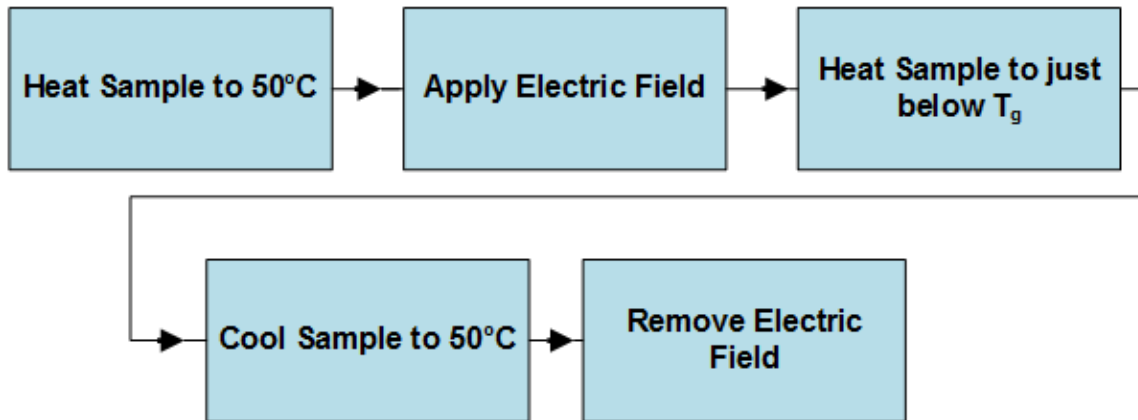 Heat Sample to 50°C
Apply Electric Field
Heat Sample to just
below Tg
Cool Sample to 50°C
Remove Electric
Field